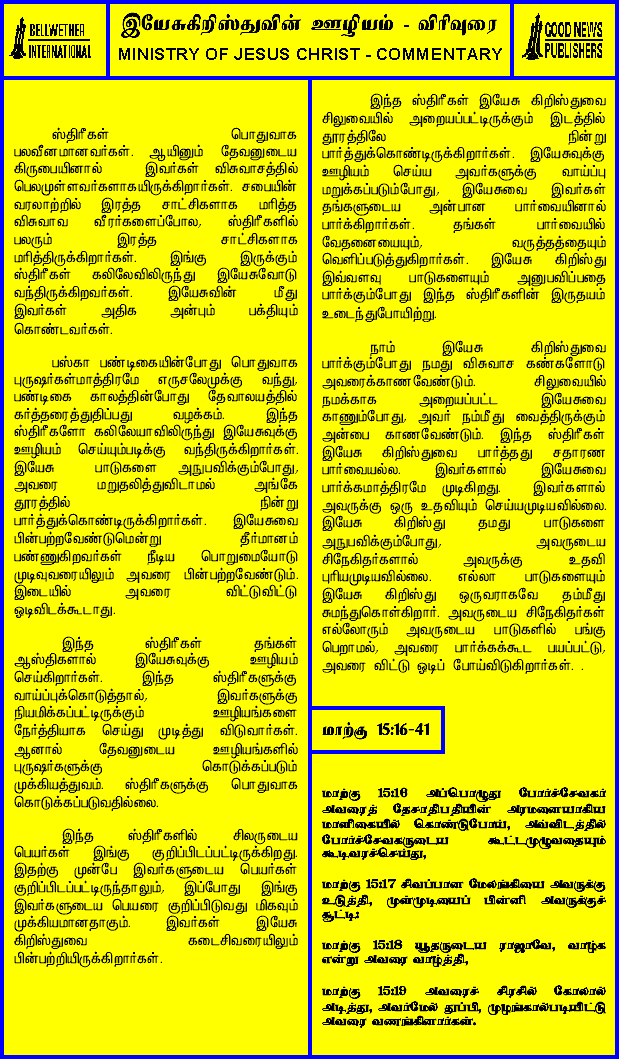 BELLWETHER
INTERNATIONAL
இயேசுகிறிஸ்துவின் ஊழியம் - விரிவுரை
MINISTRY OF JESUS CHRIST - COMMENTARY
GOOD NEWS
PUBLISHERS
ஸ்திரீகள் பொதுவாக
பலவீனமானவர்கள். ஆயினும் தேவனுடைய
கிருபையினால் இவர்கள் விசுவாசத்தில்
பெலமுள்ளவர்களாகயிருக்கிறார்கள். சபையின்
வரலாற்றில் இரத்த சாட்சிகளாக மரித்த
விசுவாச வீரர்களைப்போல, ஸ்திரீகளில்
பலரும் இரத்த சாட்சிகளாக
மரித்திருக்கிறார்கள். இங்கு இருக்கும்
ஸ்திரீகள் கலிலேவிலிருந்து இயேசுவோடு
வந்திருக்கிறவர்கள். இயேசுவின் மீது
இவர்கள் அதிக அன்பும் பக்தியும்
கொண்டவர்கள்.
பஸ்கா பண்டிகையின்போது பொதுவாக
புருஷர்கள்மாத்திரமே எருசலேமுக்கு வந்து,
பண்டிகை காலத்தின்போது தேவாலயத்தில்
கர்த்தரைத்துதிப்பது வழக்கம். இந்த
ஸ்திரீகளோ கலிலேயாவிலிருந்து இயேசுவுக்கு
ஊழியம் செய்யும்படிக்கு வந்திருக்கிறார்கள்.
இயேசு பாடுகளை அநுபவிக்கும்போது,
அவரை மறுதலித்துவிடாமல் அங்கே
தூரத்தில் நின்று
பார்த்துக்கொண்டிருக்கிறார்கள். இயேசுவை
பின்பற்றவேண்டுமென்று தீர்மானம்
பண்ணுகிறவர்கள் நீடிய பொறுமையோடு
முடிவுவரையிலும் அவரை பின்பற்றவேண்டும்.
இடையில் அவரை விட்டுவிட்டு
ஓடிவிடக்கூடாது.
இந்த ஸ்திரீகள் தங்கள்
ஆஸ்திகளால் இயேசுவுக்கு ஊழியம்
செய்கிறார்கள். இந்த ஸ்திரீகளுக்கு
வாய்ப்புக்கொடுத்தால், இவர்களுக்கு
நியமிக்கப்பட்டிருக்கும் ஊழியங்களை
நேர்த்தியாக செய்து முடித்து விடுவார்கள்.
ஆனால் தேவனுடைய ஊழியங்களில்
புருஷர்களுக்கு கொடுக்கப்படும்
முக்கியத்துவம். ஸ்திரீகளுக்கு பொதுவாக
கொடுக்கப்படுவதில்லை.
இந்த ஸ்திரீகளில் சிலருடைய
பெயர்கள் இங்கு குறிப்பிடப்பட்டிருக்கிறது.
இதற்கு முன்பே இவர்களுடைய பெயர்கள்
குறிப்பிடப்பட்டிருந்தாலும், இப்போது இங்கு
இவர்களுடைய பெயரை குறிப்பிடுவது மிகவும்
முக்கியமானதாகும். இவர்கள் இயேசு
கிறிஸ்துவை கடைசிவரையிலும்
பின்பற்றியிருக்கிறார்கள்.
இந்த ஸ்திரீகள் இயேசு கிறிஸ்துவை
சிலுவையில் அறையப்பட்டிருக்கும் இடத்தில்
தூரத்திலே நின்று
பார்த்துக்கொண்டிருக்கிறார்கள். இயேசுவுக்கு
ஊழியம் செய்ய அவர்களுக்கு வாய்ப்பு
மறுக்கப்படும்போது, இயேசுவை இவர்கள்
தங்களுடைய அன்பான பார்வையினால்
பார்க்கிறார்கள். தங்கள் பார்வையில்
வேதனையையும், வருத்தத்தையும்
வெளிப்படுத்துகிறார்கள். இயேசு கிறிஸ்து
இவ்வளவு பாடுகளையும் அனுபவிப்பதை
பார்க்கும்போது இந்த ஸ்திரீகளின் இருதயம்
உடைந்துபோயிற்று.
நாம் இயேசு கிறிஸ்துவை
பார்க்கும்போது நமது விசுவாச கண்களோடு
அவரைக்காணவேண்டும். சிலுவையில்
நமக்காக அறையப்பட்ட இயேசுவை
காணும்போது, அவர் நம்மீது வைத்திருக்கும்
அன்பை காணவேண்டும். இந்த ஸ்திரீகள்
இயேசு கிறிஸ்துவை பார்த்தது சதாரண
பார்வையல்ல. இவர்களால் இயேசுவை
பார்க்கமாத்திரமே முடிகிறது. இவர்களால்
அவருக்கு ஒரு உதவியும் செய்யமுடியவில்லை.
இயேசு கிறிஸ்து தமது பாடுகளை
அநுபவிக்கும்போது, அவருடைய
சிநேகிதர்களால் அவருக்கு உதவி
புரியமுடியவில்லை. எல்லா பாடுகளையும்
இயேசு கிறிஸ்து ஒருவராகவே தம்மீது
சுமந்துகொள்கிறார். அவருடைய சிநேகிதர்கள்
எல்லோரும் அவருடைய பாடுகளில் பங்கு
பெறாமல், அவரை பார்க்கக்கூட பயப்பட்டு,
அவரை விட்டு ஓடிப் போய்விடுகிறார்கள். .
மாற்கு 15:16-41
மாற்கு 15:16 அப்பொழுது போர்ச்சேவகர்
அவரைத் தேசாதிபதியின் அரமனையாகிய
மாளிகையில் கொண்டுபோய், அவ்விடத்தில்
போர்ச்சேவகருடைய கூட்டமுழுவதையும்
கூடிவரச்செய்து,
மாற்கு 15:17 சிவப்பான மேலங்கியை அவருக்கு
உடுத்தி, முள்முடியைப் பின்னி அவருக்குச்
சூட்டி:
மாற்கு 15:18 யூதருடைய ராஜாவே, வாழ்க
என்று அவரை வாழ்த்தி,
மாற்கு 15:19 அவரைச் சிரசில் கோலால்
அடித்து, அவர்மேல் துப்பி, முழங்கால்படியிட்டு
அவரை வணங்கினார்கள்.